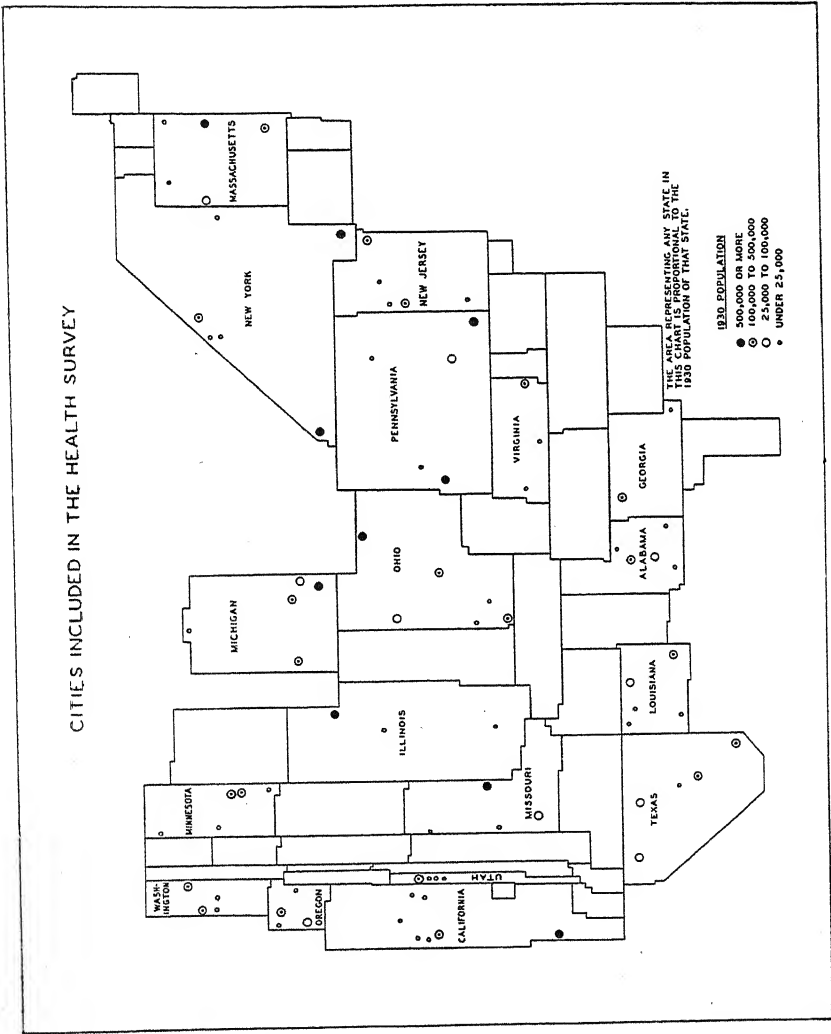 CITIES INCLUDED IN THE HEALTH SURVEY
WASH-
INGTON
OREGON
CALIFORNIA
UTAH
MINNESOTA
MISSOURI
ILLINOIS
MICHIGAN
OHIO
TEXAS
LOUISIANA
ALABAMA
GEORGIA
VIRGINIA
PENNSYLVANIA
NEW JERSEY
NEW YORK
MASSACHUSETTS
THE AREA REPRESENTING ANY STATE IN
THIS CHART IS PROPORTIONAL TO THE
1930 POPULATION OF THAT STATE.
1930 POPULATION
500,000 OR MORE
100,000 TO 500,000
25,000 TO 100,000
UNDER 25,000